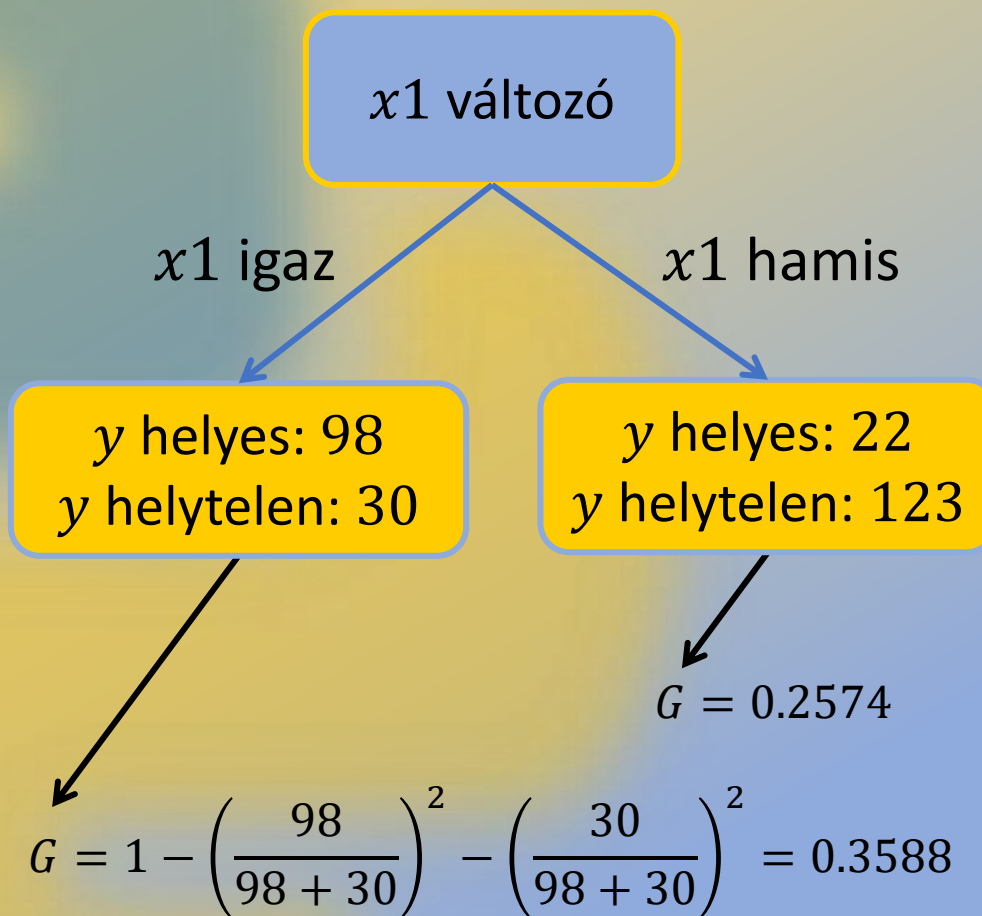 x1 változó
x1 igaz
x1 hamis
y helyes: 98
y helytelen: 30
y helyes: 22
y helytelen: 123
G = 0.2574
G = 1 − (98/(98 + 30))² − (30/(98 + 30))² = 0.3588